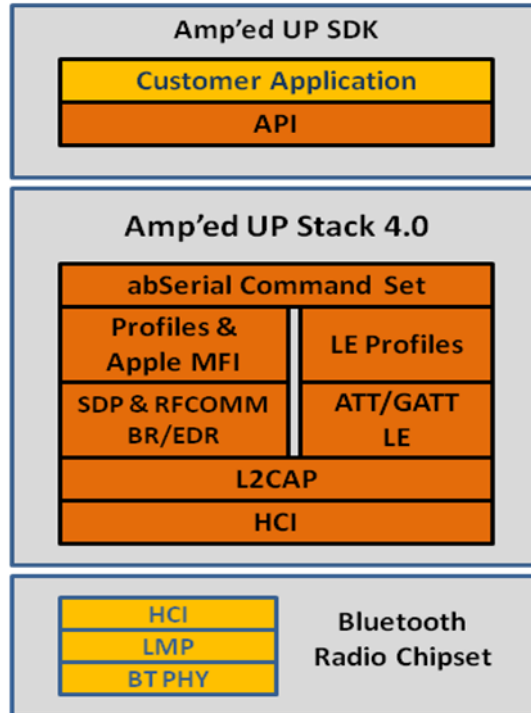 Amp’ed UP SDK
Customer Application
API
Amp’ed UP Stack 4.0
abSerial Command Set
Profiles &
Apple MFI
LE Profiles
SDP & RFCOMM
BR/EDR
ATT/GATT
LE
L2CAP
HCI
HCI
LMP
BT PHY
Bluetooth
Radio Chipset